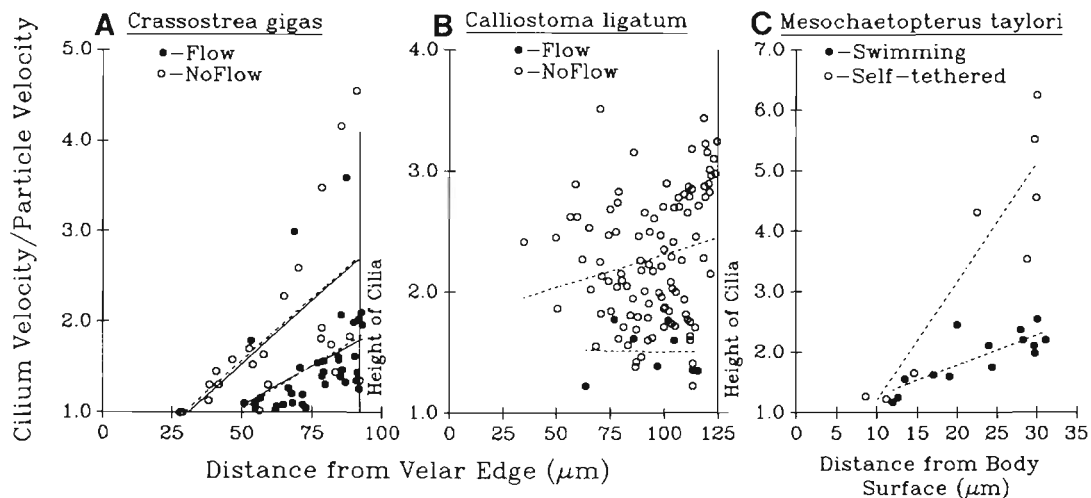 A Crassostrea gigas
●–Flow
○–NoFlow
5.0
4.0
3.0
2.0
1.0
0
25
50
75
100
Height of Cilia
B Calliostoma ligatum
●–Flow
○–NoFlow
4.0
3.0
2.0
1.0
0
25
50
75
100
125
Height of Cilia
C Mesochaetopterus taylori
●–Swimming
○–Self-tethered
7.0
6.0
5.0
4.0
3.0
2.0
1.0
0
5
10
15
20
25
30
35
Cilium Velocity/Particle Velocity
Distance from Velar Edge (μm)
Distance from Body
Surface (μm)